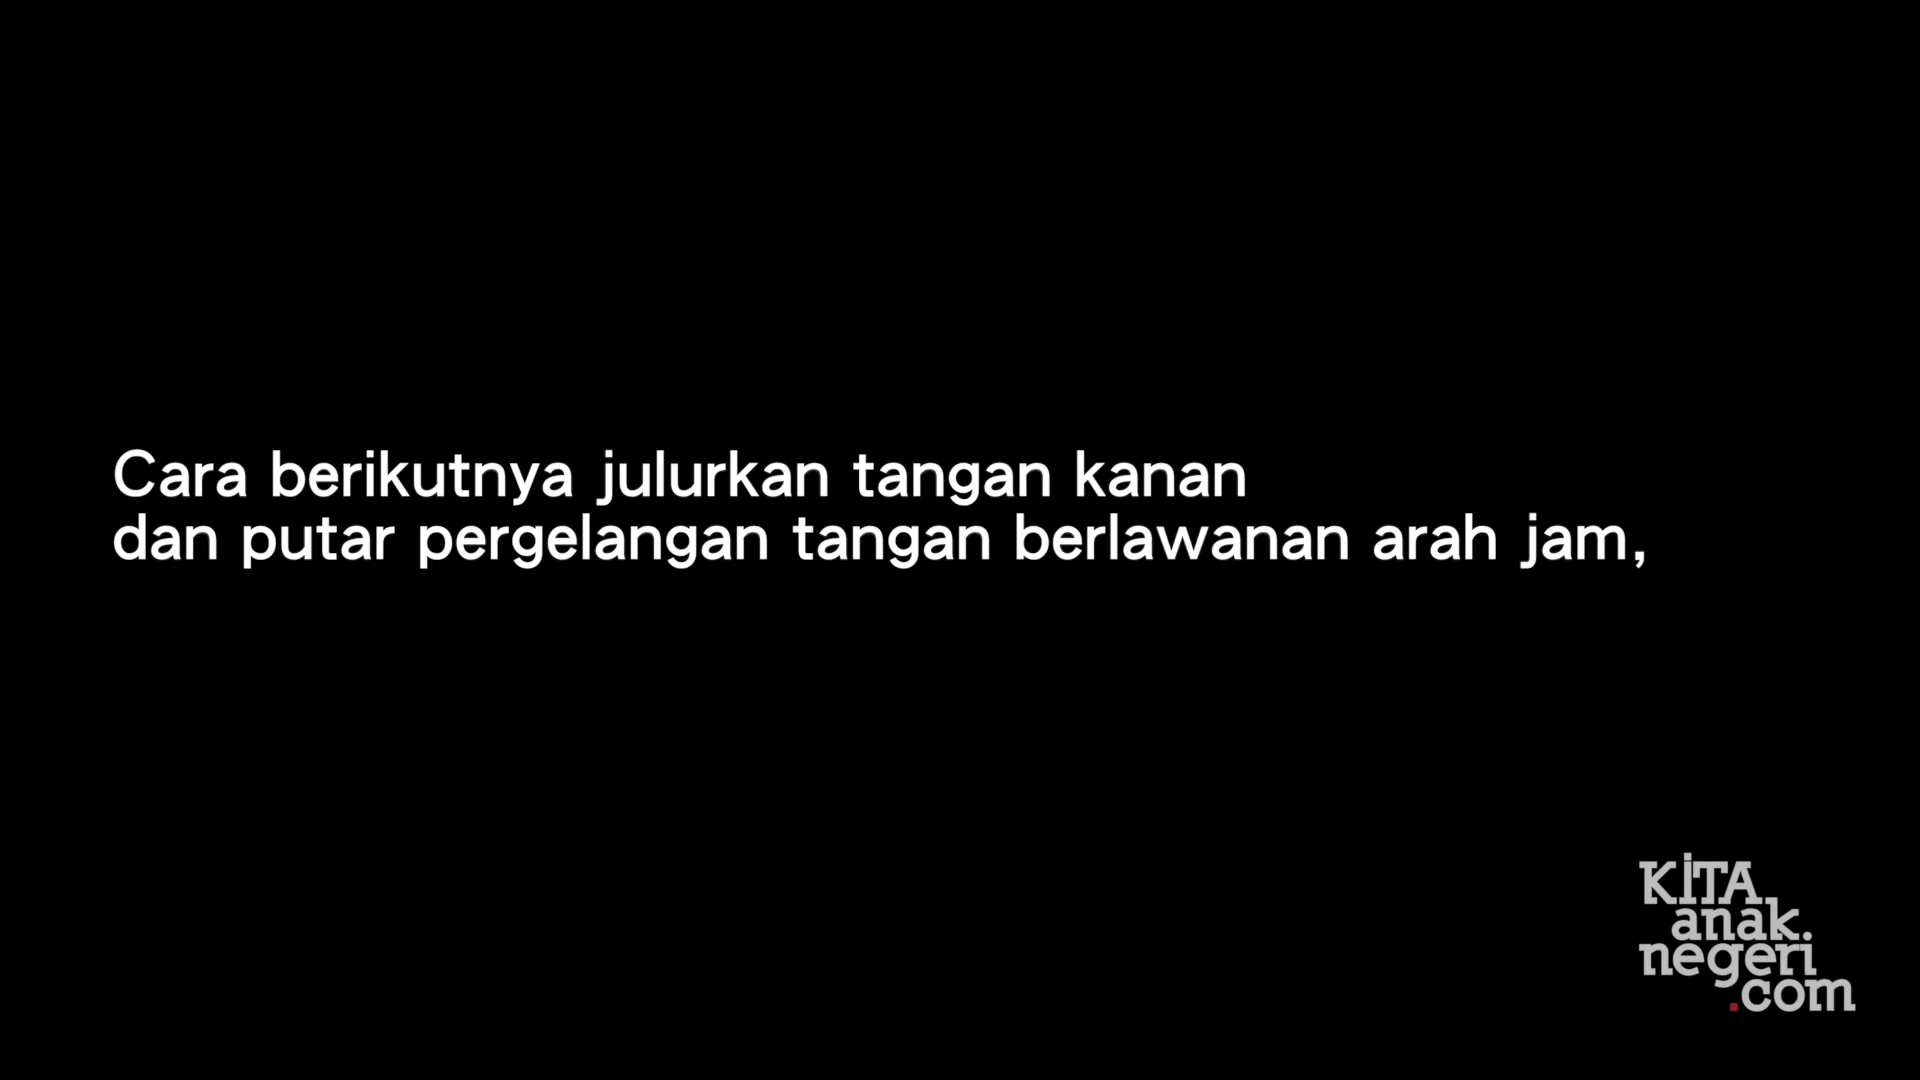 Cara berikutnya julurkan tangan kanan
dan putar pergelangan tangan berlawanan arah jam,
KITA
anak.
negeri
.com